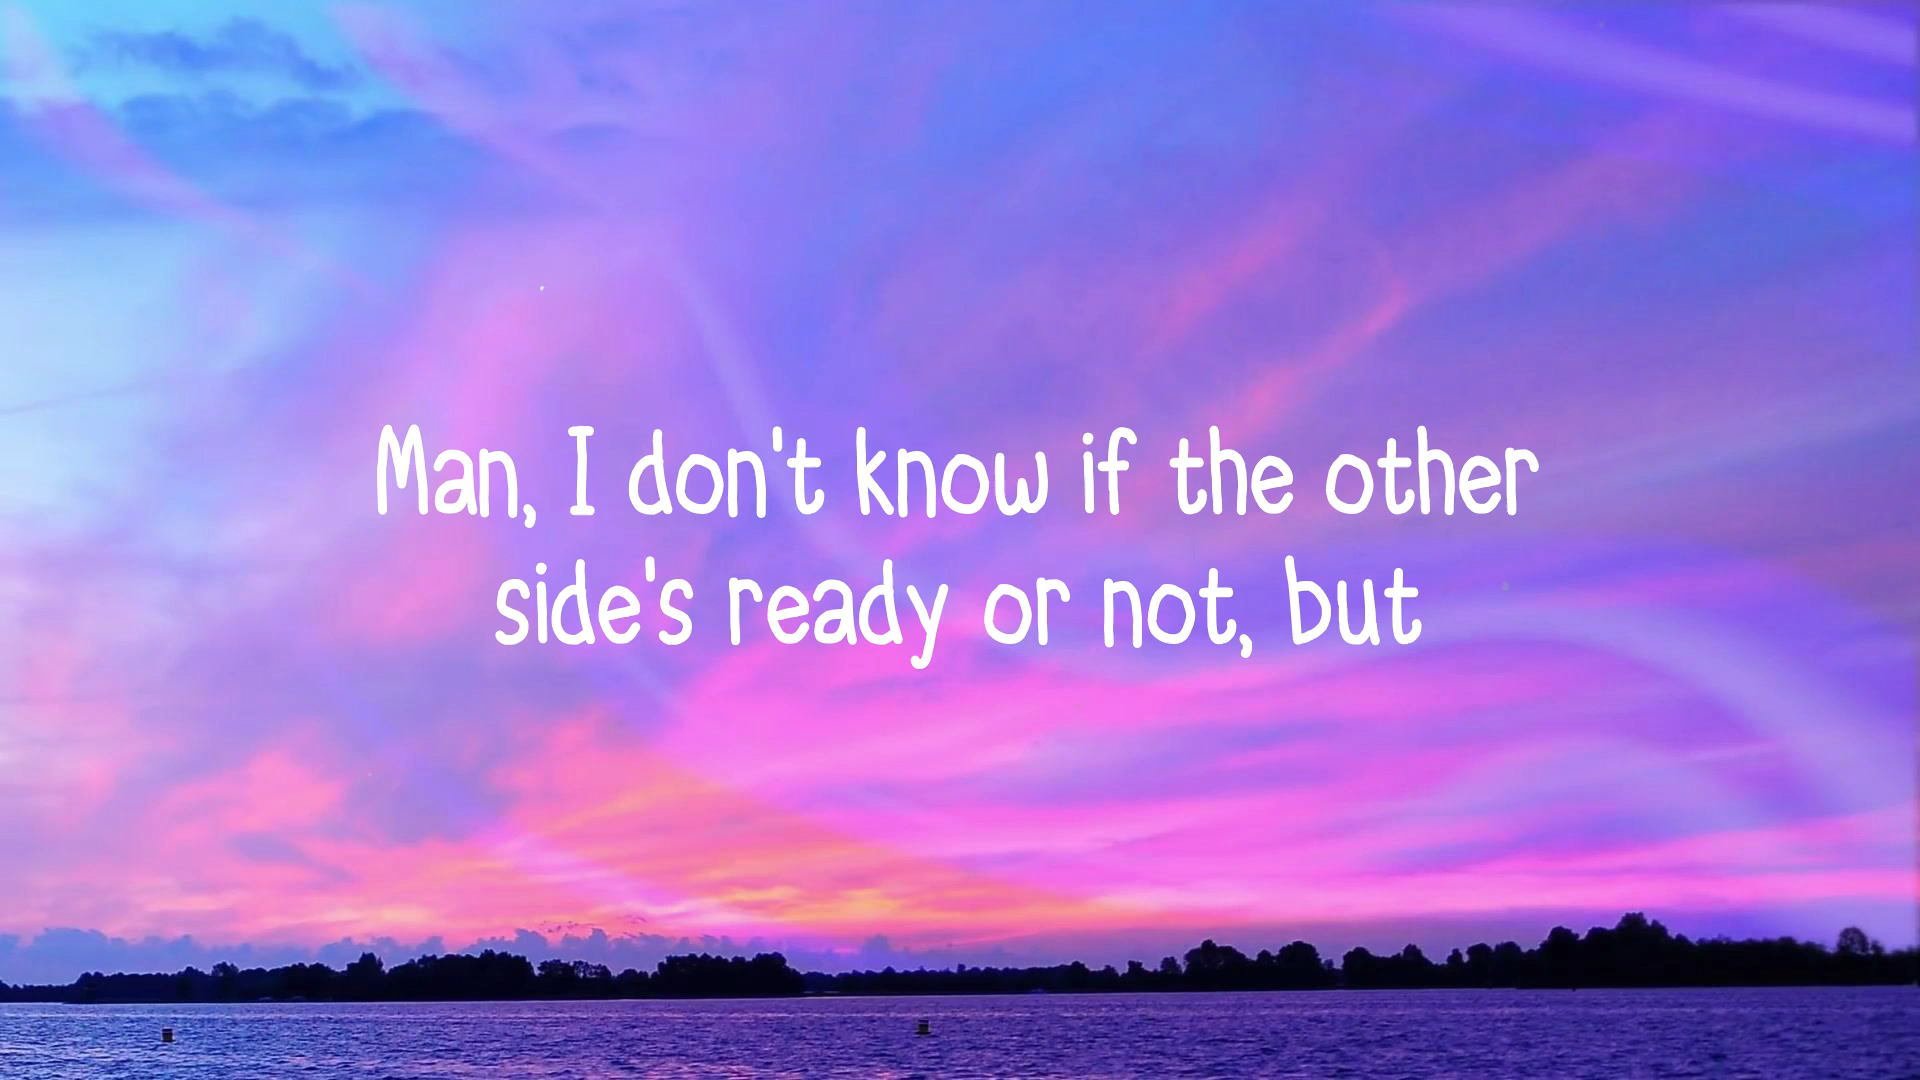 Man, I don't know if the other
side's ready or not, but